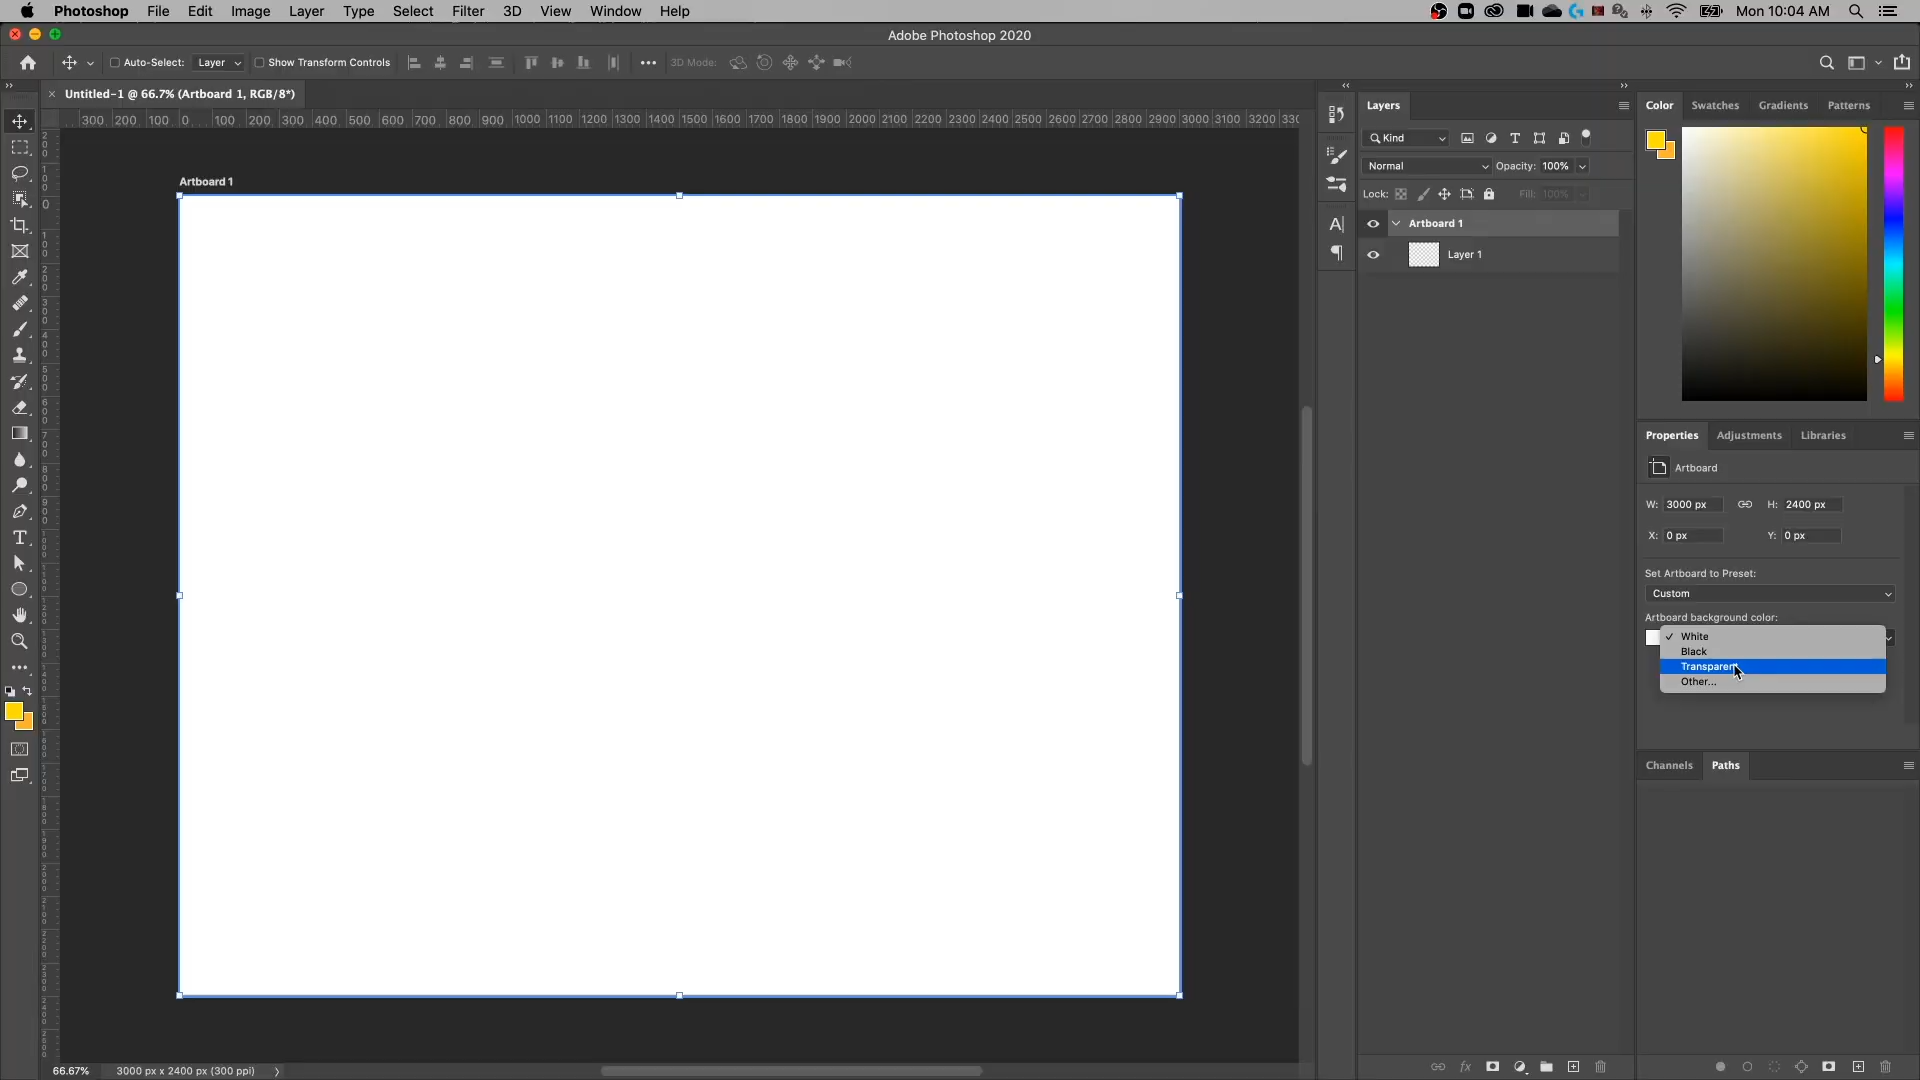 Photoshop File Edit Image Layer Type Select Filter 3D View Window Help Mon 10:04 AM
Adobe Photoshop 2020
Auto-Select: Layer Show Transform Controls 3D Mode:
Untitled-1 @ 66.7% (Artboard 1, RGB/8*)
300 200 100 0 100 200 300 400 500 600 700 800 900 1000 1100 1200 1300 1400 1500 1600 1700 1800 1900 2000 2100 2200 2300 2400 2500 2600 2700 2800 2900 3000 3100 3200
Artboard 1
Layers
Kind
Normal Opacity: 100%
Lock: Fill: 100%
Artboard 1
Layer 1
Color Swatches Gradients Patterns
Properties Adjustments Libraries
Artboard
W: 3000 px H: 2400 px
X: 0 px Y: 0 px
Set Artboard to Preset:
Custom
Artboard background color:
White
Black
Transparent
Other...
Channels Paths
66.67% 3000 px x 2400 px (300 ppi)